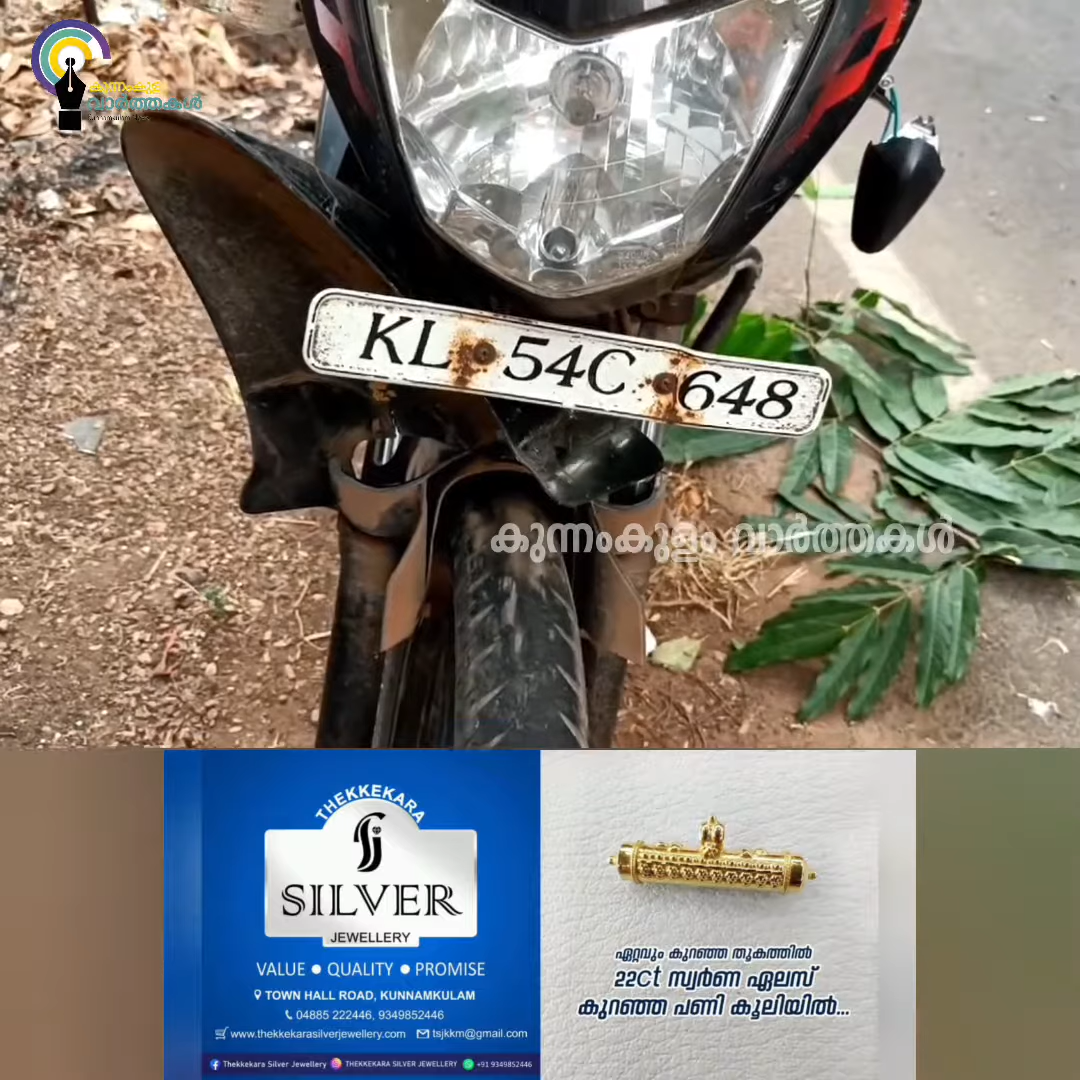 കുന്നംകുളം
വാർത്തകൾ
KL 54C 648
കുന്നംകുളം വാർത്തകൾ
THEKKEKARA
SILVER
JEWELLERY
VALUE ● QUALITY ● PROMISE
TOWN HALL ROAD, KUNNAMKULAM
04885 222446, 9349852446
www.thekkekarasilverjewellery.com tsjkkm@gmail.com
Thekkekara Silver Jewellery THEKKEKARA SILVER JEWELLERY +91 9349852446
ഏറ്റവും കുറഞ്ഞ തൂകത്തിൽ
22ct സ്വർണ ഏലസ്
കുറഞ്ഞ പണി കൂലിയിൽ...